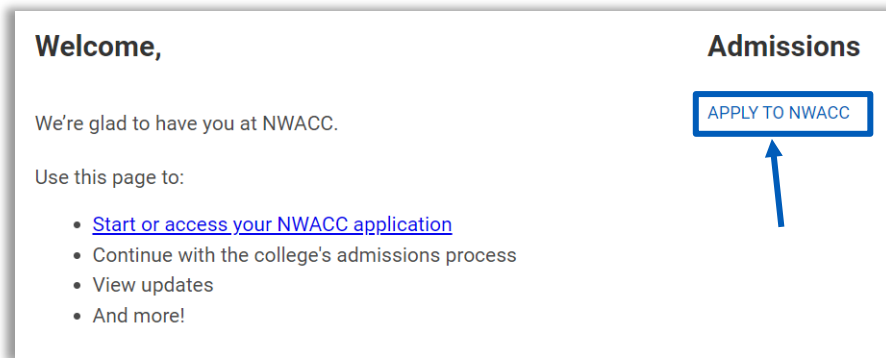 Welcome,
We're glad to have you at NWACC.
Use this page to:
• Start or access your NWACC application
• Continue with the college's admissions process
• View updates
• And more!
Admissions
APPLY TO NWACC